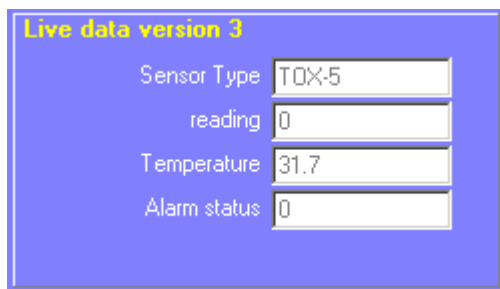 Live data version 3
Sensor Type TOX-5
reading 0
Temperature 31.7
Alarm status 0